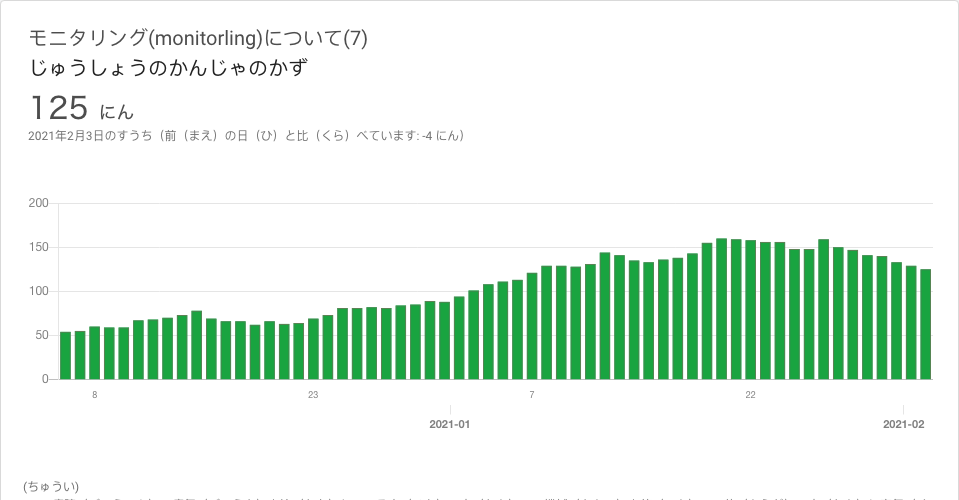 モニタリング(monitorling)について(7)
じゅうしょうのかんじゃのかず
125 にん
2021年2月3日のすうち（前（まえ）の日（ひ）と比（くら）べています: -4 にん）
200
150
100
50
0
8 23 7 22
2021-01 2021-02
(ちゅうい)